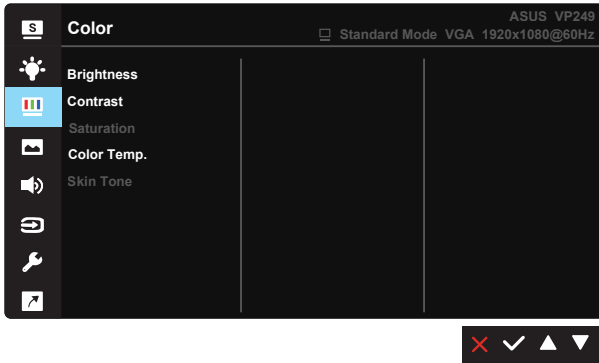 S
Color
ASUS VP249
Standard Mode VGA 1920x1080@60Hz
Brightness
Contrast
Saturation
Color Temp.
Skin Tone